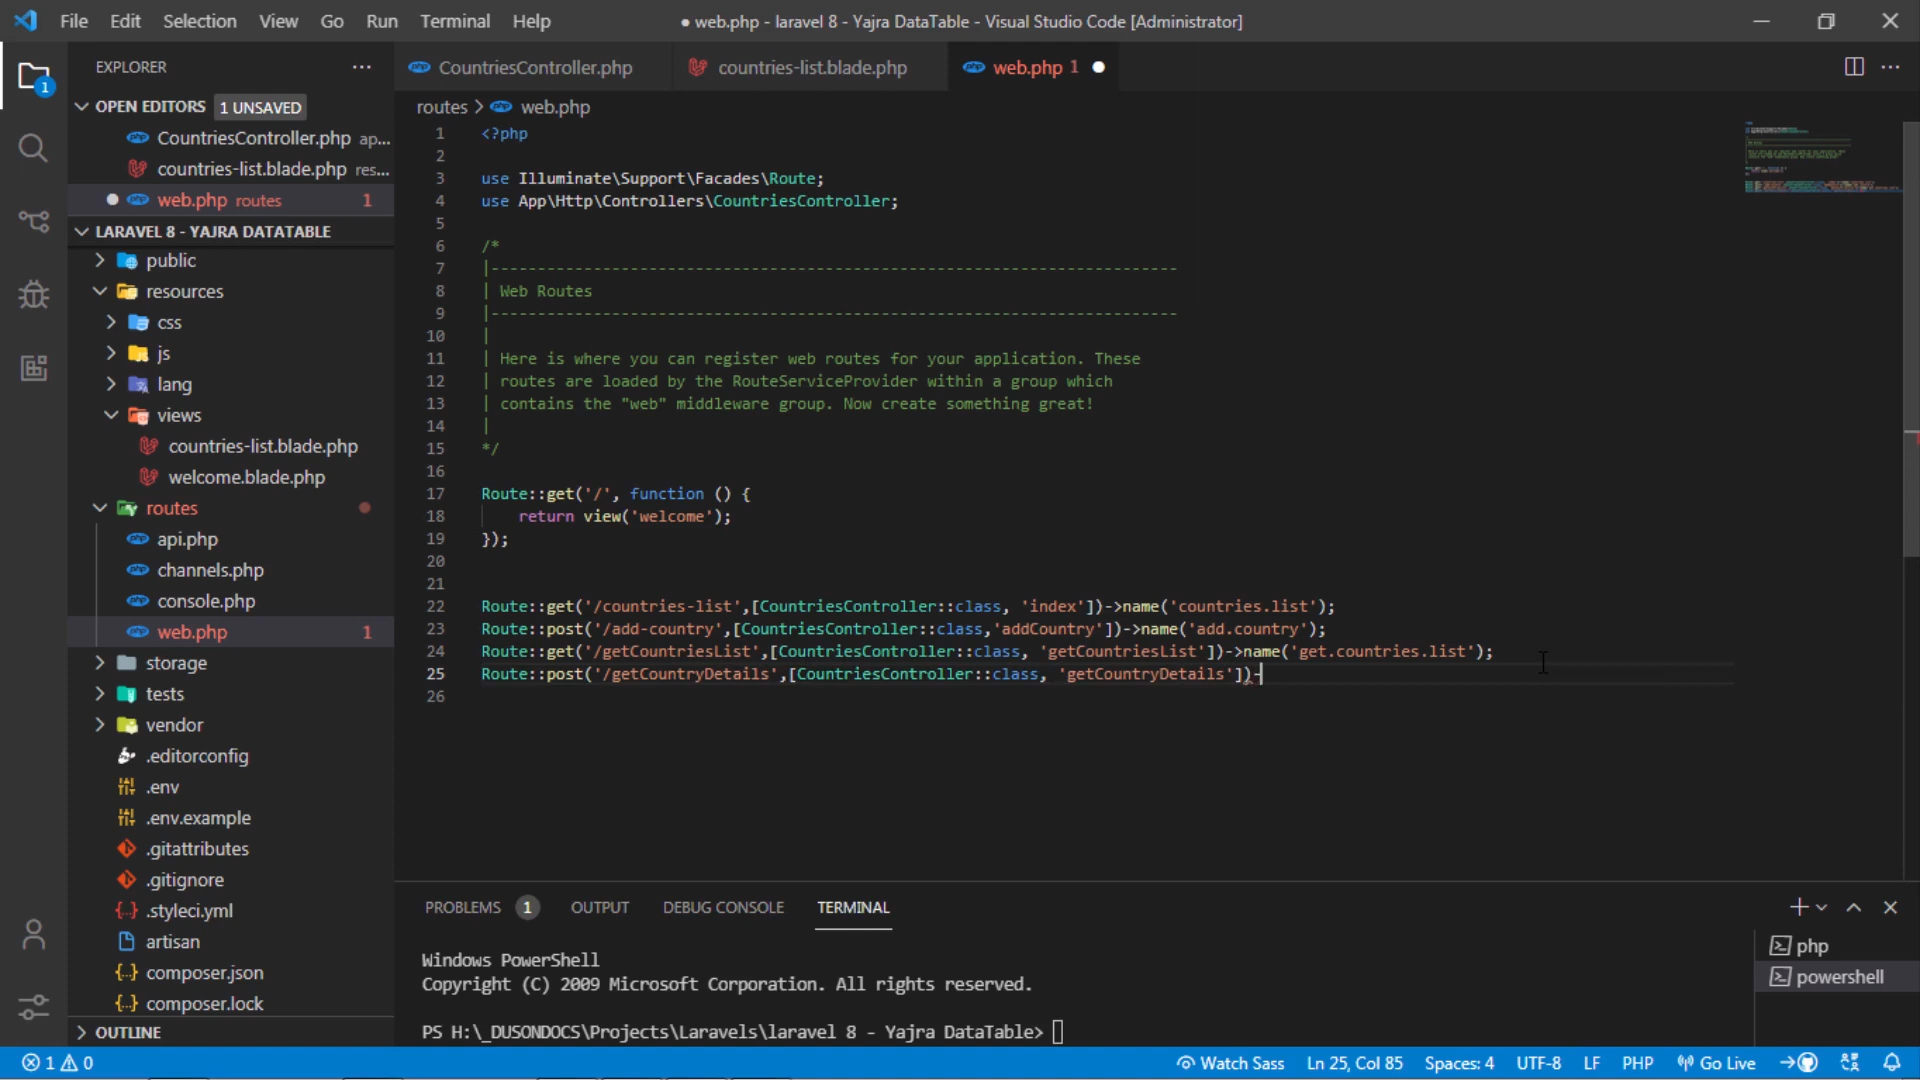 File Edit Selection View Go Run Terminal Help
● web.php - laravel 8 - Yajra DataTable - Visual Studio Code [Administrator]
EXPLORER
OPEN EDITORS 1 UNSAVED
CountriesController.php ap...
countries-list.blade.php res...
web.php routes 1
LARAVEL 8 - YAJRA DATATABLE
public
resources
css
js
lang
views
countries-list.blade.php
welcome.blade.php
routes
api.php
channels.php
console.php
web.php 1
storage
tests
vendor
.editorconfig
.env
.env.example
.gitattributes
.gitignore
.styleci.yml
artisan
composer.json
composer.lock
OUTLINE
1
CountriesController.php countries-list.blade.php web.php 1
routes > web.php
1 <?php
2
3 use Illuminate\Support\Facades\Route;
4 use App\Http\Controllers\CountriesController;
5
6 /*
7 |--------------------------------------------------------------------------
8 | Web Routes
9 |--------------------------------------------------------------------------
10 |
11 | Here is where you can register web routes for your application. These
12 | routes are loaded by the RouteServiceProvider within a group which
13 | contains the "web" middleware group. Now create something great!
14 |
15 */
16
17 Route::get('/', function () {
18 return view('welcome');
19 });
20
21
22 Route::get('/countries-list',[CountriesController::class, 'index'])->name('countries.list');
23 Route::post('/add-country',[CountriesController::class,'addCountry'])->name('add.country');
24 Route::get('/getCountriesList',[CountriesController::class, 'getCountriesList'])->name('get.countries.list');
25 Route::post('/getCountryDetails',[CountriesController::class, 'getCountryDetails'])-
26
PROBLEMS 1 OUTPUT DEBUG CONSOLE TERMINAL
Windows PowerShell
Copyright (C) 2009 Microsoft Corporation. All rights reserved.
PS H:\_DUSONDOCS\Projects\Laravels\laravel 8 - Yajra DataTable>
php
powershell
1 0
Watch Sass Ln 25, Col 85 Spaces: 4 UTF-8 LF PHP Go Live